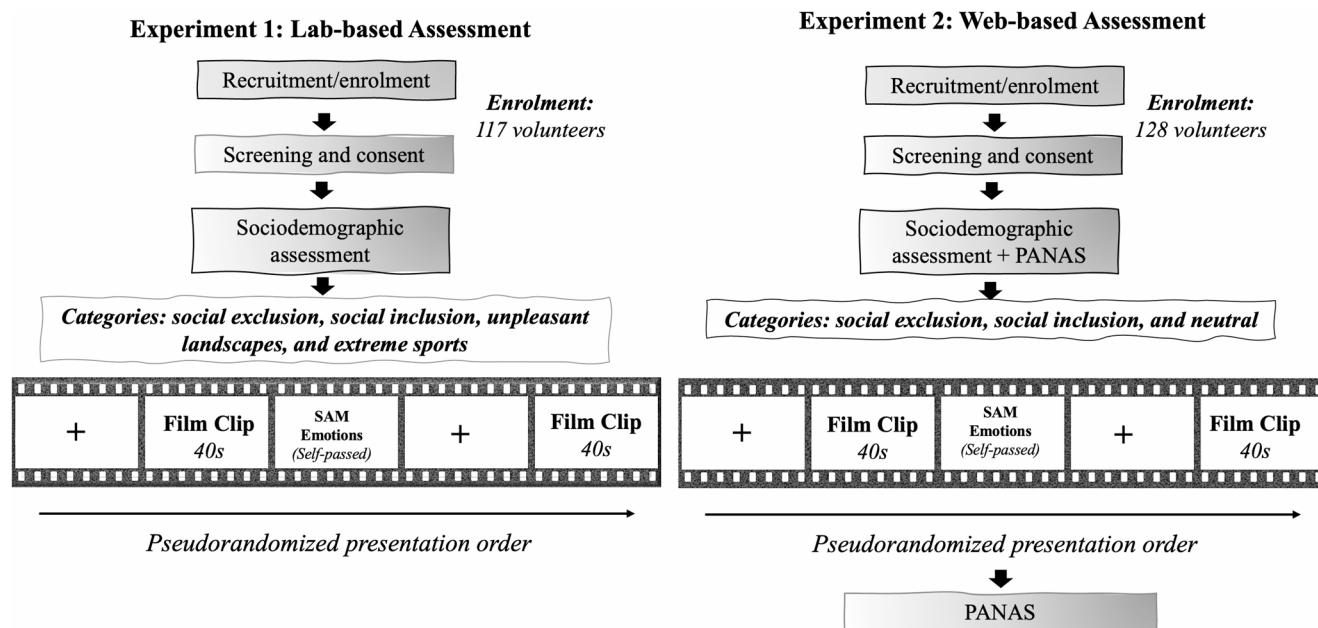 Experiment 1: Lab-based Assessment
Recruitment/enrolment
Enrolment:
117 volunteers
Screening and consent
Sociodemographic
assessment
Categories: social exclusion, social inclusion, unpleasant
landscapes, and extreme sports
+
Film Clip
40s
SAM
Emotions
(Self-passed)
+
Film Clip
40s
Pseudorandomized presentation order
Experiment 2: Web-based Assessment
Recruitment/enrolment
Enrolment:
128 volunteers
Screening and consent
Sociodemographic
assessment + PANAS
Categories: social exclusion, social inclusion, and neutral
+
Film Clip
40s
SAM
Emotions
(Self-passed)
+
Film Clip
40s
Pseudorandomized presentation order
PANAS